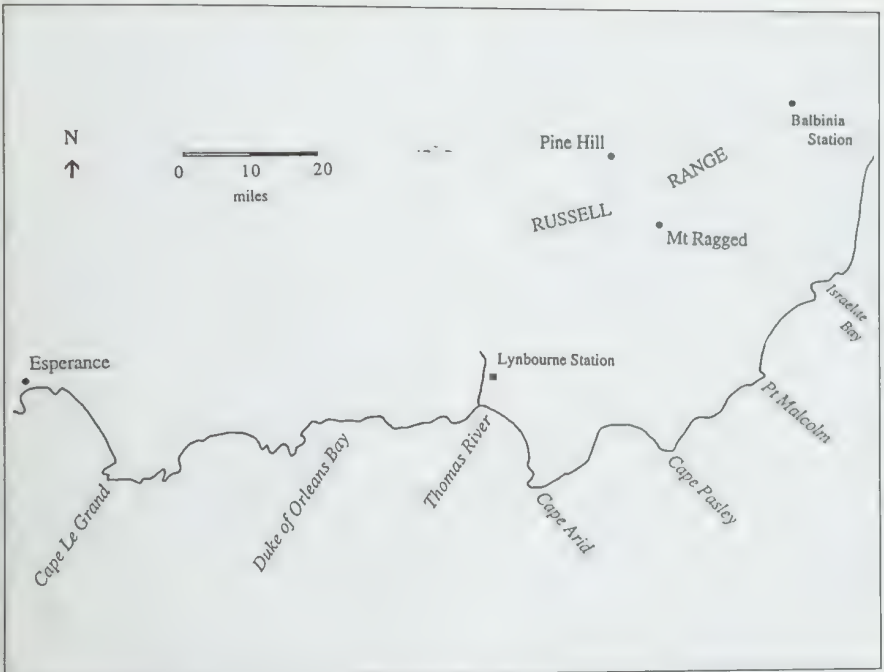 N
0 10 20
miles
Pine Hill
RUSSELL
RANGE
Mt Ragged
Balbinia
Station
Israelae
Bay
Esperance
Lynbourne Station
Pt Malcolm
Cape Le Grand
Duke of Orleans Bay
Thomas River
Cape Arid
Cape Pasley